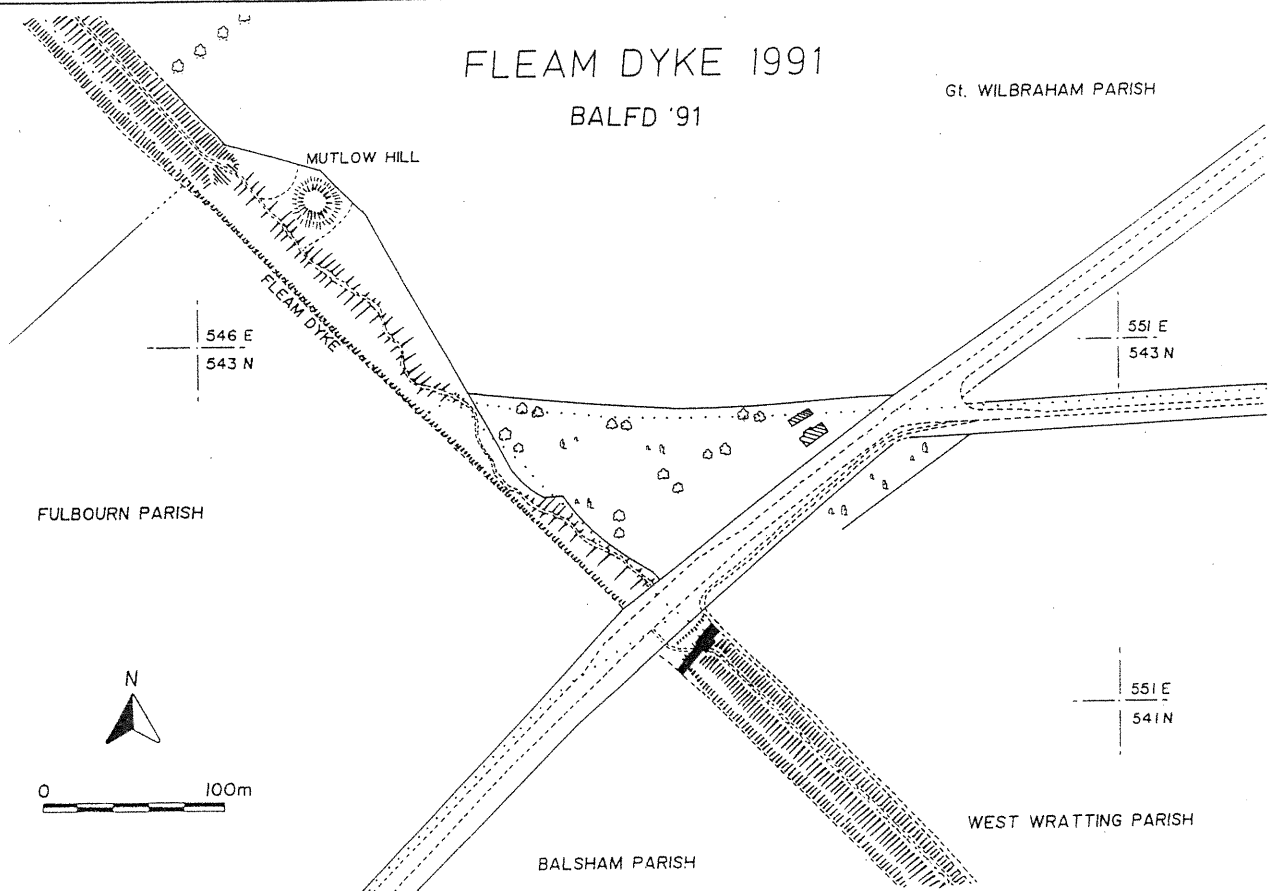 FLEAM DYKE 1991
BALFD '91
Gt. WILBRAHAM PARISH
MUTLOW HILL
FLEAM DYKE
546 E
543 N
551 E
543 N
FULBOURN PARISH
N
0 100m
551 E
541 N
WEST WRATTING PARISH
BALSHAM PARISH